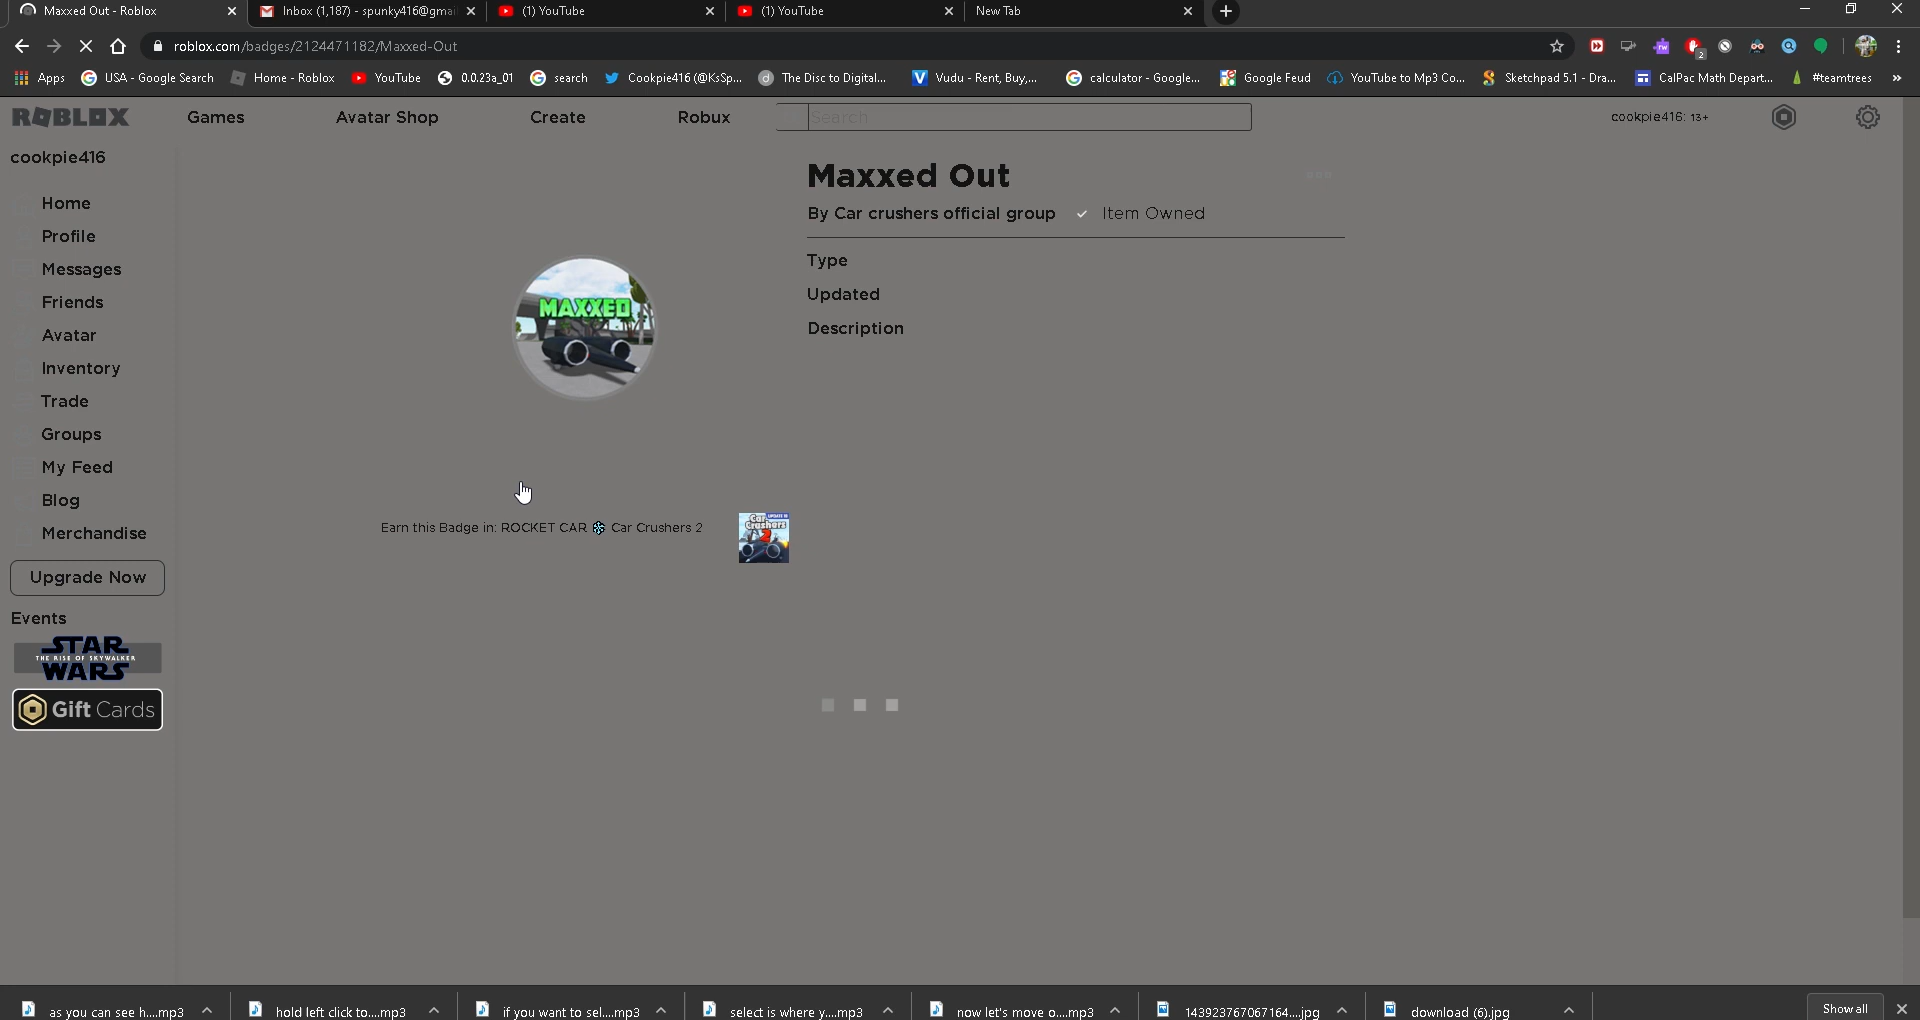 Maxxed Out - Roblox
Inbox (1,187) - spunky416@gmai
(1) YouTube
(1) YouTube
New Tab
roblox.com/badges/2124471182/Maxxed-Out
2
Apps
USA - Google Search
Home - Roblox
YouTube
0.0.23a_01
search
Cookpie416 (@KsSp...
The Disc to Digital...
Vudu - Rent, Buy,...
calculator - Google...
Google Feud
YouTube to Mp3 Co...
Sketchpad 5.1 - Dra...
CalPac Math Depart...
#teamtrees
»
ROBLOX
Games
Avatar Shop
Create
Robux
Search
cookpie416: 13+
cookpie416
Home
Profile
Messages
Friends
Avatar
Inventory
Trade
Groups
My Feed
Blog
Merchandise
Upgrade Now
Events
STAR
THE RISE OF SKYWALKER
WARS
Gift Cards
MAXXED
Earn this Badge in: ROCKET CAR ❄ Car Crushers 2
Car
Crushers
2
Maxxed Out
By Car crushers official group
Item Owned
Type
Updated
Description
as you can see h....mp3
hold left click to....mp3
if you want to sel....mp3
select is where y....mp3
now let's move o....mp3
143923767067164....jpg
download (6).jpg
Show all